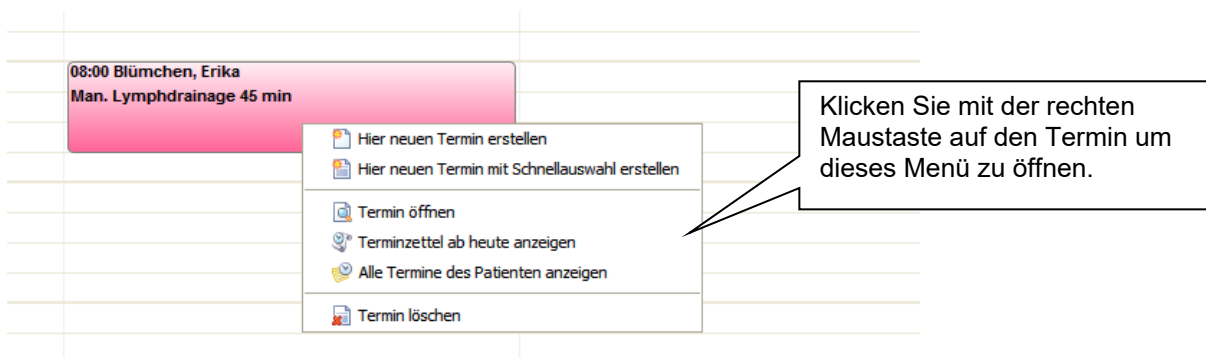 08:00 Blümchen, Erika
Man. Lymphdrainage 45 min
Hier neuen Termin erstellen
Hier neuen Termin mit Schnellauswahl erstellen
Termin öffnen
Terminzettel ab heute anzeigen
Alle Termine des Patienten anzeigen
Termin löschen
Klicken Sie mit der rechten
Maustaste auf den Termin um
dieses Menü zu öffnen.